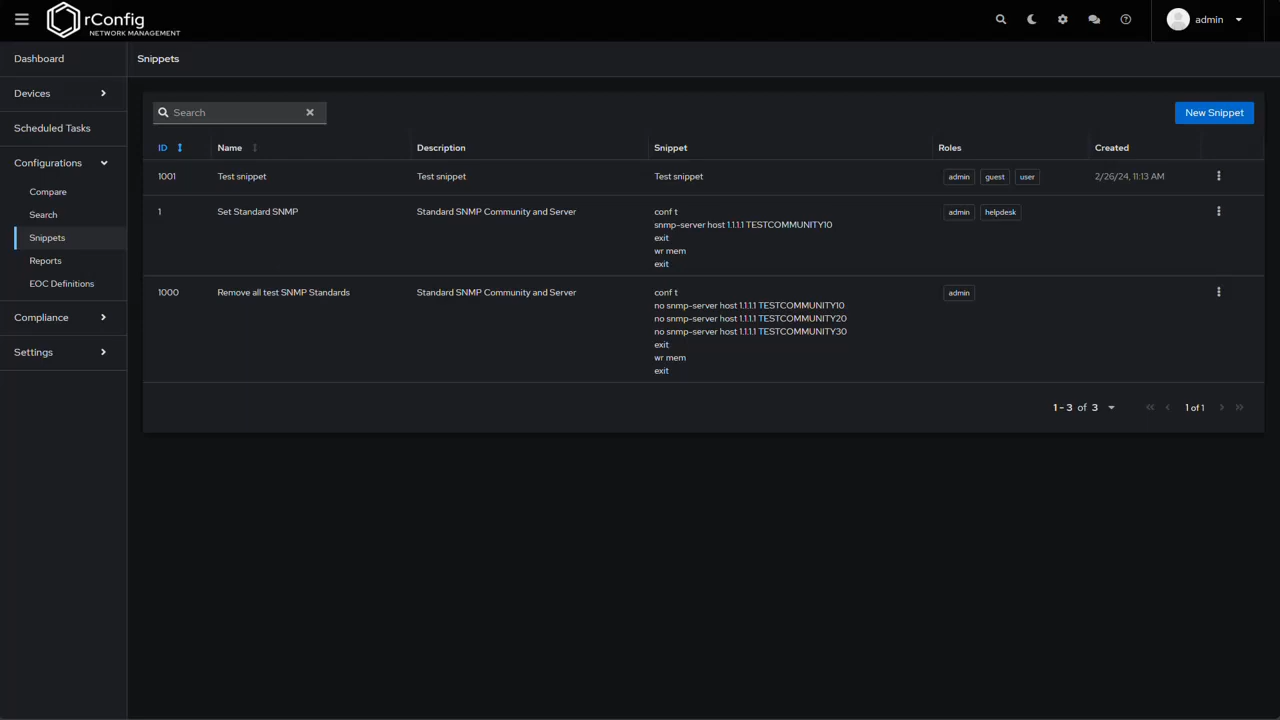 rConfig
NETWORK MANAGEMENT
admin
Dashboard
Devices
Scheduled Tasks
Configurations
Compare
Search
Snippets
Reports
EOC Definitions
Compliance
Settings
Snippets
Search
New Snippet
ID Name Description Snippet Roles Created
1001 Test snippet Test snippet Test snippet admin guest user 2/26/24, 11:13 AM
1 Set Standard SNMP Standard SNMP Community and Server conf t admin helpdesk
snmp-server host 1.1.1.1 TESTCOMMUNITY10
exit
wr mem
exit
1000 Remove all test SNMP Standards Standard SNMP Community and Server conf t admin
no snmp-server host 1.1.1.1 TESTCOMMUNITY10
no snmp-server host 1.1.1.1 TESTCOMMUNITY20
no snmp-server host 1.1.1.1 TESTCOMMUNITY30
exit
wr mem
exit
1 - 3 of 3 1 of 1